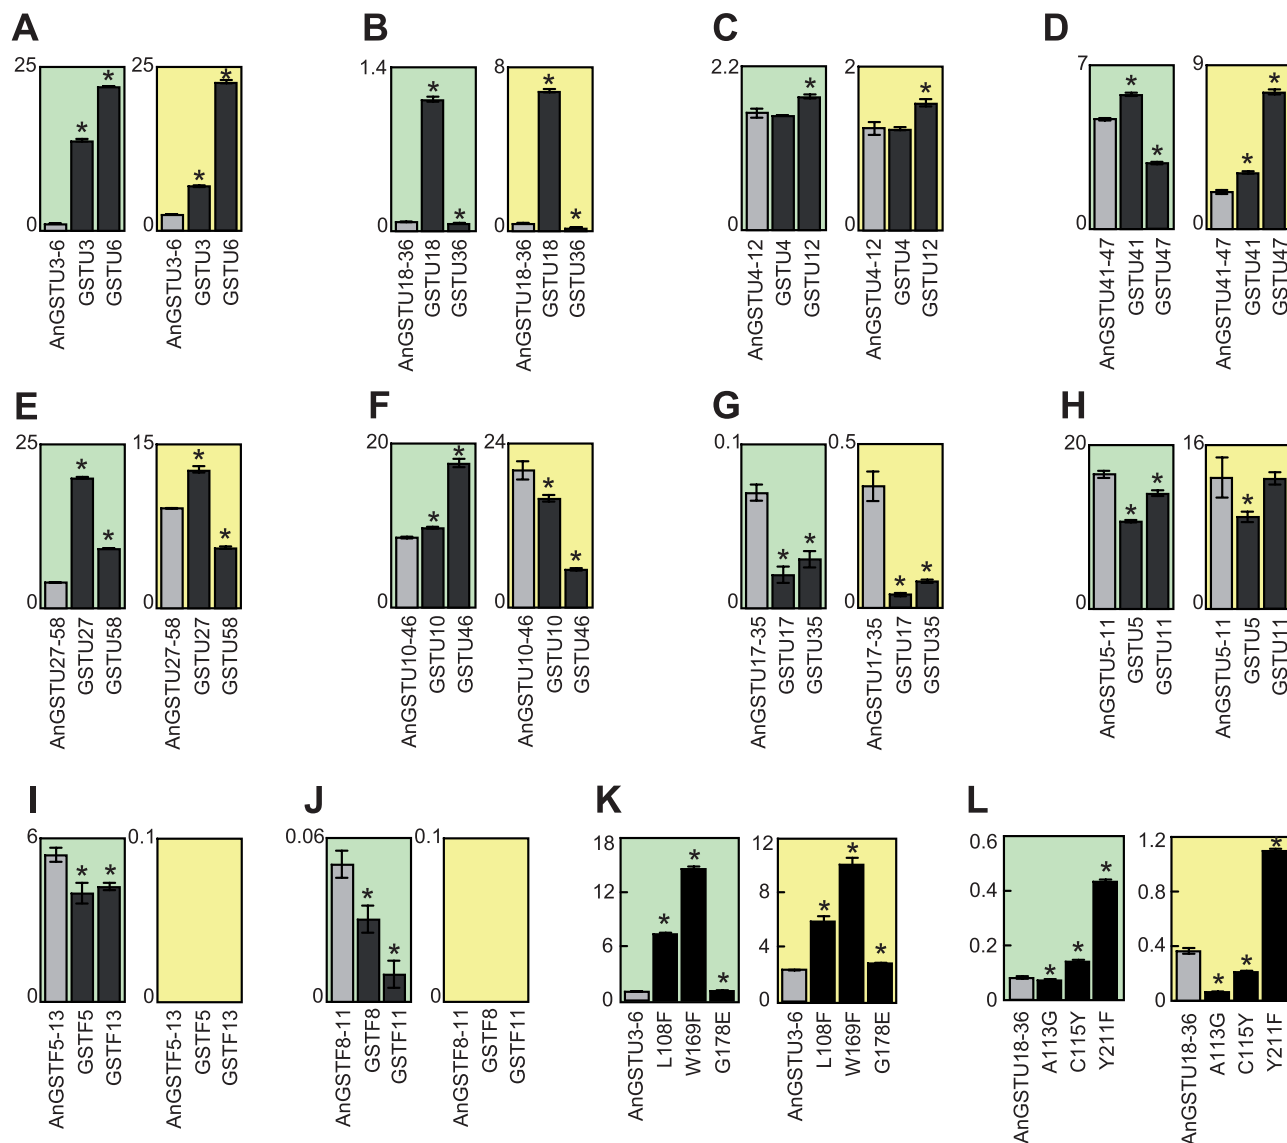 A
25
0
* *
AnGSTU3-6
GSTU3
GSTU6
25
0
* *
AnGSTU3-6
GSTU3
GSTU6
B
1.4
0
* *
AnGSTU18-36
GSTU18
GSTU36
8
0
* *
AnGSTU18-36
GSTU18
GSTU36
C
2.2
0
*
AnGSTU4-12
GSTU4
GSTU12
2
0
*
AnGSTU4-12
GSTU4
GSTU12
D
7
0
* *
AnGSTU41-47
GSTU41
GSTU47
9
0
* *
AnGSTU41-47
GSTU41
GSTU47
E
25
0
* *
AnGSTU27-58
GSTU27
GSTU58
15
0
* *
AnGSTU27-58
GSTU27
GSTU58
F
20
0
* *
AnGSTU10-46
GSTU10
GSTU46
24
0
* *
AnGSTU10-46
GSTU10
GSTU46
G
0.1
0
* *
AnGSTU17-35
GSTU17
GSTU35
0.5
0
* *
AnGSTU17-35
GSTU17
GSTU35
H
20
0
* *
AnGSTU5-11
GSTU5
GSTU11
16
0
*
AnGSTU5-11
GSTU5
GSTU11
I
6
0
* *
AnGSTF5-13
GSTF5
GSTF13
0.1
0
AnGSTF5-13
GSTF5
GSTF13
J
0.06
0
* *
AnGSTF8-11
GSTF8
GSTF11
0.1
0
AnGSTF8-11
GSTF8
GSTF11
K
18
12
6
0
* * *
AnGSTU3-6
L108F
W169F
G178E
12
8
4
0
* * *
AnGSTU3-6
L108F
W169F
G178E
L
0.6
0.4
0.2
0
* * *
AnGSTU18-36
A113G
C115Y
Y211F
1.2
0.8
0.4
0
* * *
AnGSTU18-36
A113G
C115Y
Y211F